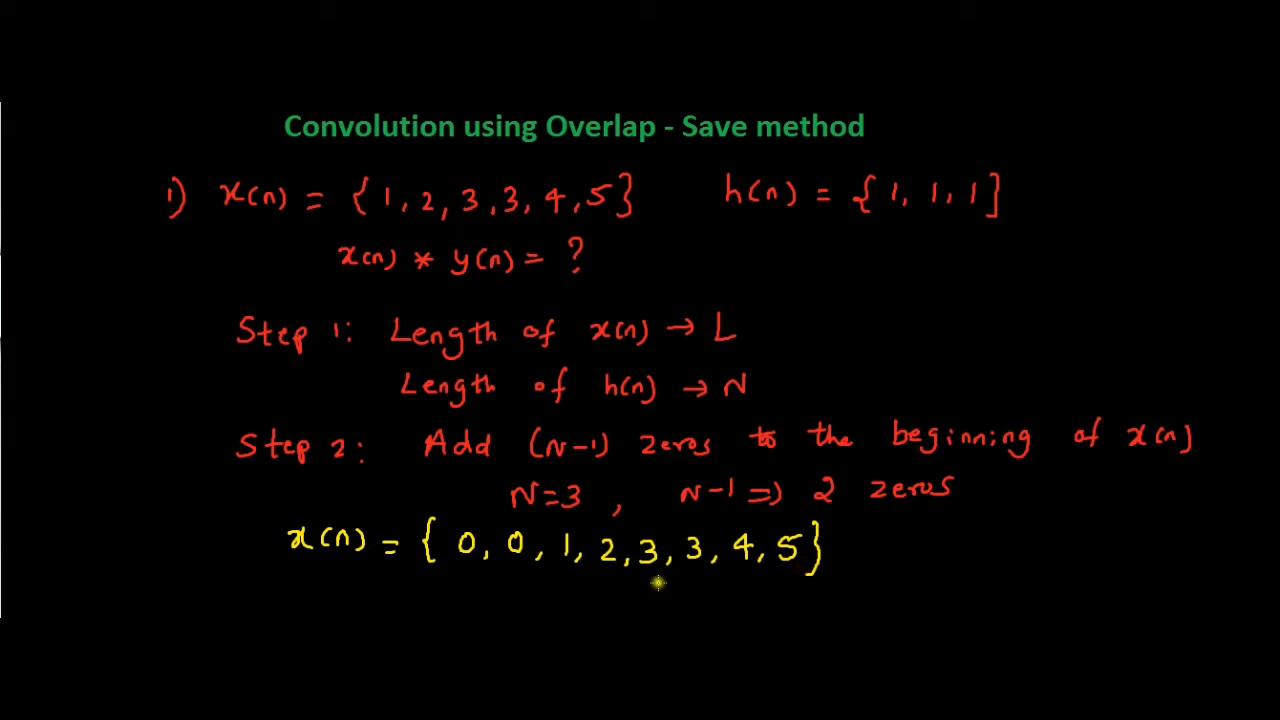 Convolution using Overlap - Save method
1) x(n) = { 1, 2, 3, 3, 4, 5 } h(n) = { 1, 1, 1 ]
x(n) * y(n) = ?
Step 1: Length of x(n) → L
Length of h(n) → N
Step 2: Add (N-1) zeros to the beginning of x(n)
N=3 , N-1 => 2 zeros
x(n) = { 0, 0, 1, 2, 3, 3, 4, 5 }